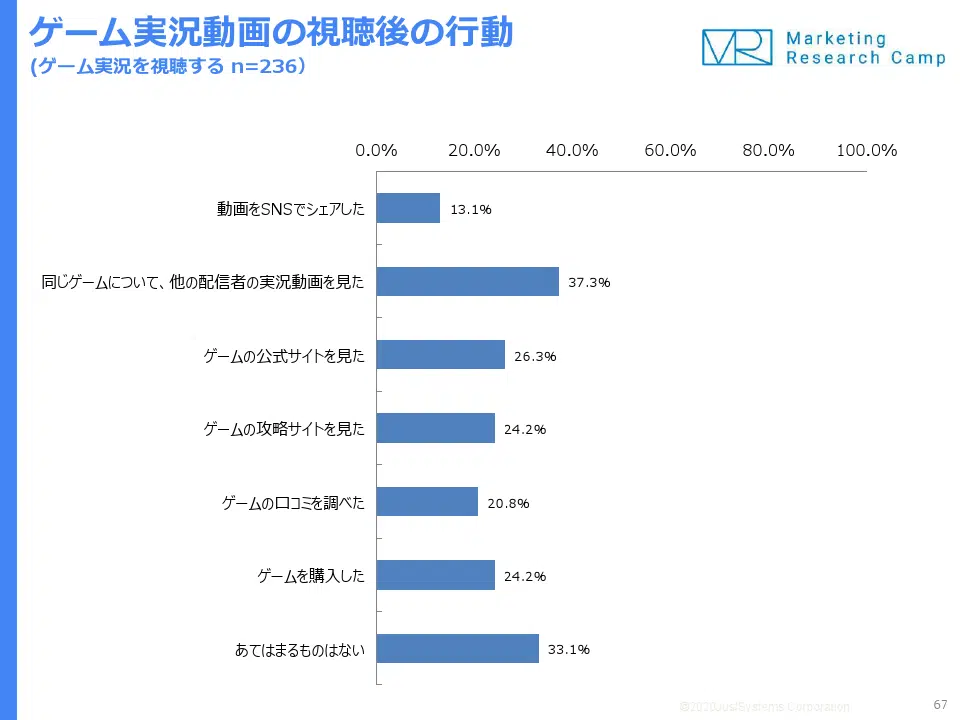 ゲーム実況動画の視聴後の行動
(ゲーム実況を視聴する n=236）
Marketing
Research Camp
0.0% 20.0% 40.0% 60.0% 80.0% 100.0%
動画をSNSでシェアした 13.1%
同じゲームについて、他の配信者の実況動画を見た 37.3%
ゲームの公式サイトを見た 26.3%
ゲームの攻略サイトを見た 24.2%
ゲームの口コミを調べた 20.8%
ゲームを購入した 24.2%
あてはまるものはない 33.1%
Corporation
67